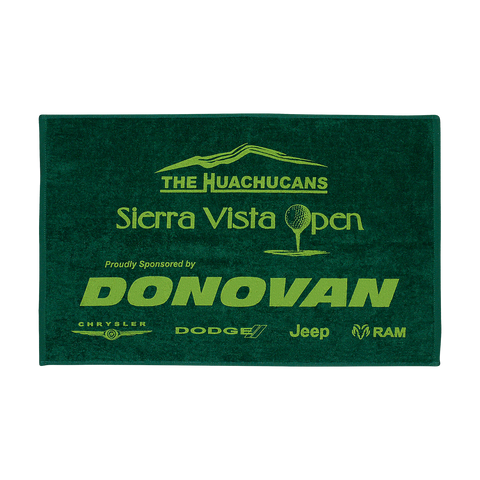 THE HUACHUCANS
Sierra Vista Open
Proudly Sponsored by
DONOVAN
CHRYSLER DODGE Jeep RAM